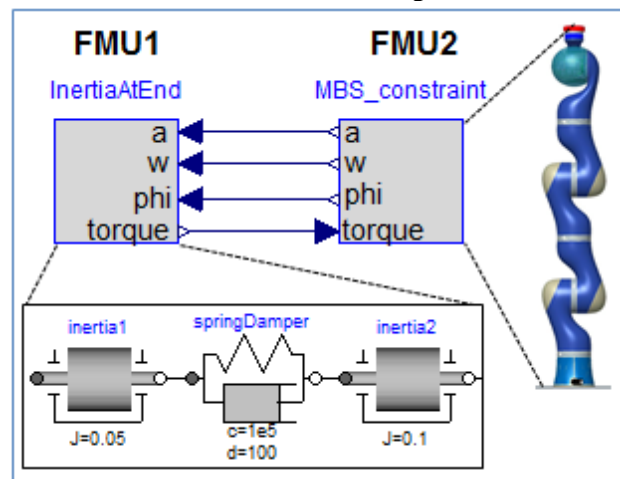 FMU1 FMU2
InertiaAtEnd MBS_constraint
a a
w w
phi phi
torque torque
inertia1 springDamper inertia2
J=0.05 c=1e5 J=0.1
d=100